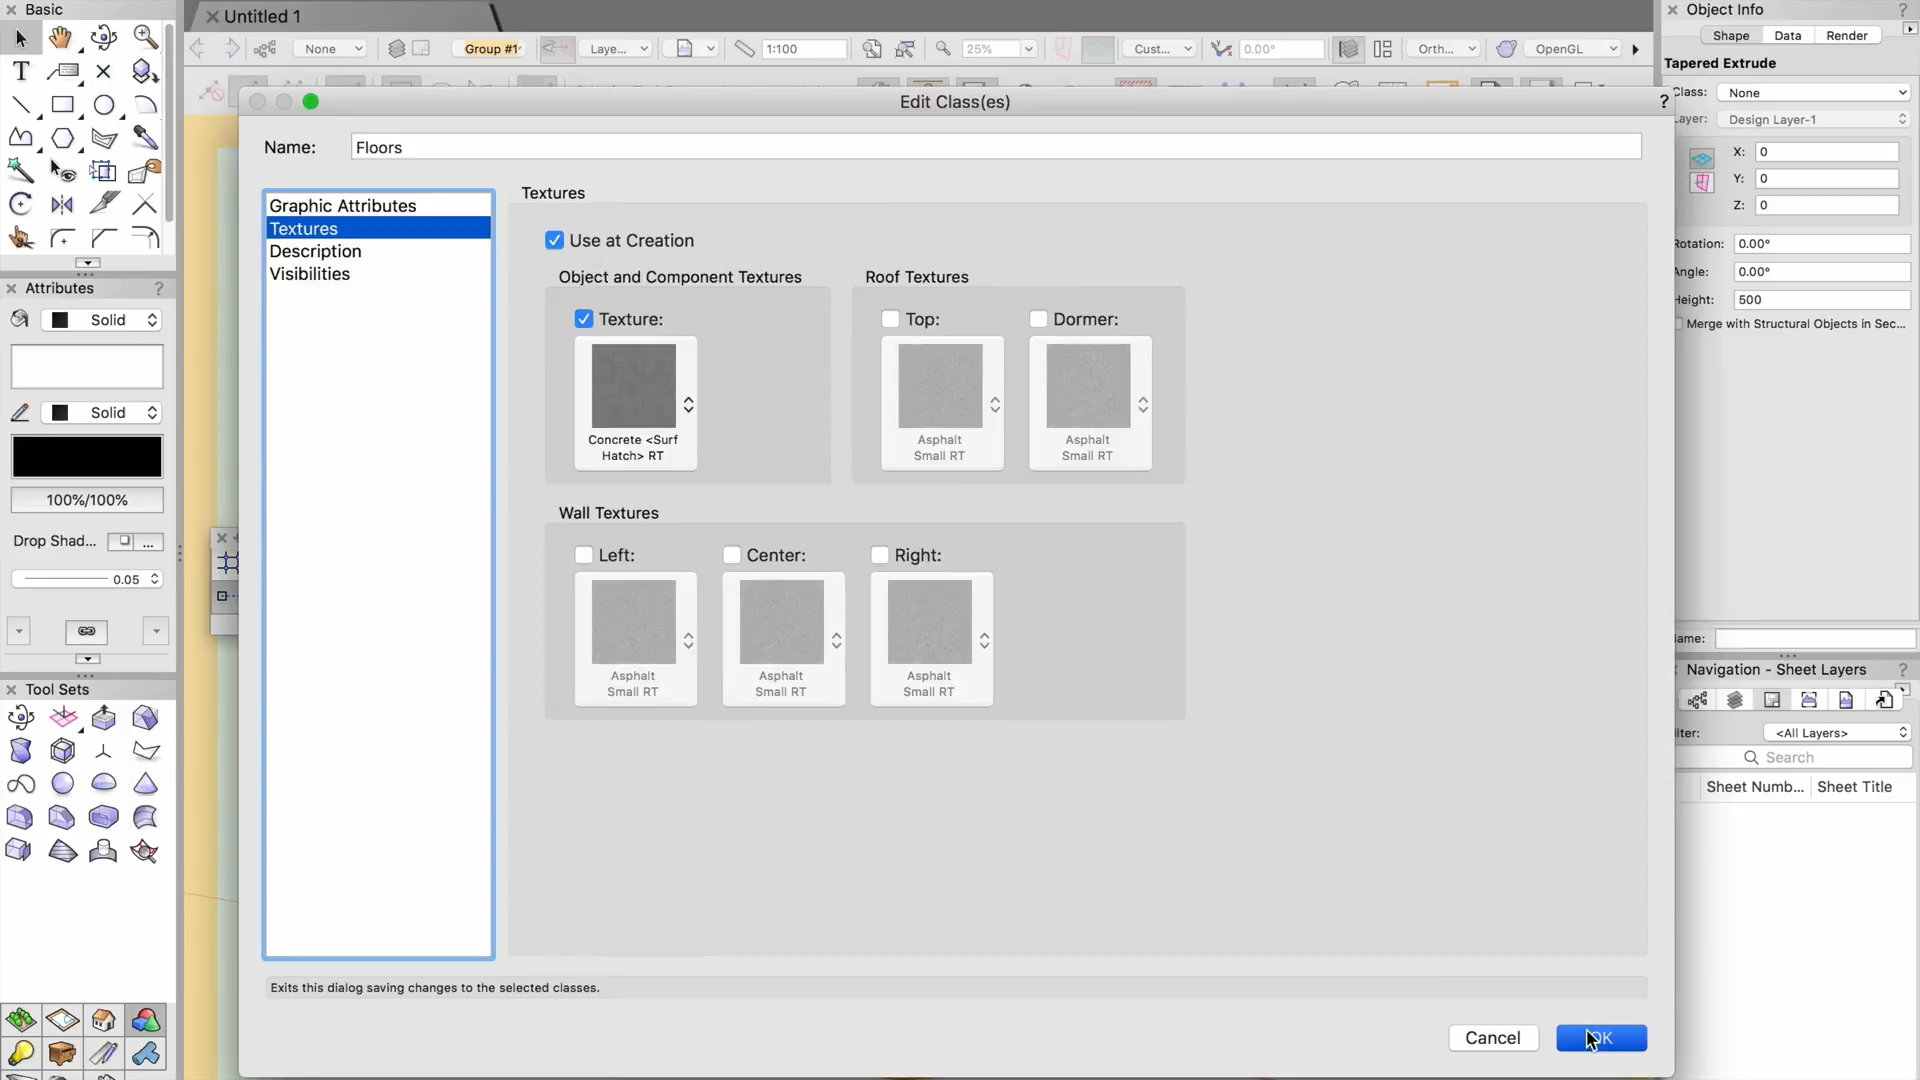 Basic
Untitled 1
Object Info
?
None
Group #1
Laye...
1:100
25%
Cust...
0.00°
Orth...
OpenGL
Shape
Data
Render
Tapered Extrude
Class:
None
Layer:
Design Layer-1
X:
0
Y:
0
Z:
0
Rotation:
0.00°
Angle:
0.00°
Height:
500
Merge with Structural Objects in Sec...
Name:
Navigation - Sheet Layers
?
Filter:
<All Layers>
Search
Sheet Numb...
Sheet Title
Edit Class(es)
?
Name:
Floors
Graphic Attributes
Textures
Description
Visibilities
Textures
Use at Creation
Object and Component Textures
Texture:
Concrete <Surf
Hatch> RT
Roof Textures
Top:
Asphalt
Small RT
Dormer:
Asphalt
Small RT
Wall Textures
Left:
Asphalt
Small RT
Center:
Asphalt
Small RT
Right:
Asphalt
Small RT
Exits this dialog saving changes to the selected classes.
Cancel
OK
Attributes
?
Solid
Solid
100%/100%
Drop Shad...
...
0.05
Tool Sets